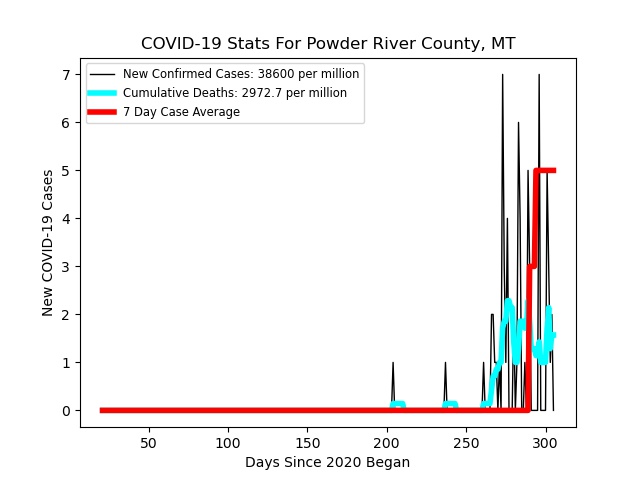 COVID-19 Stats For Powder River County, MT
New Confirmed Cases: 38600 per million
Cumulative Deaths: 2972.7 per million
7 Day Case Average
7
6
5
4
3
2
1
0
New COVID-19 Cases
50 100 150 200 250 300
Days Since 2020 Began